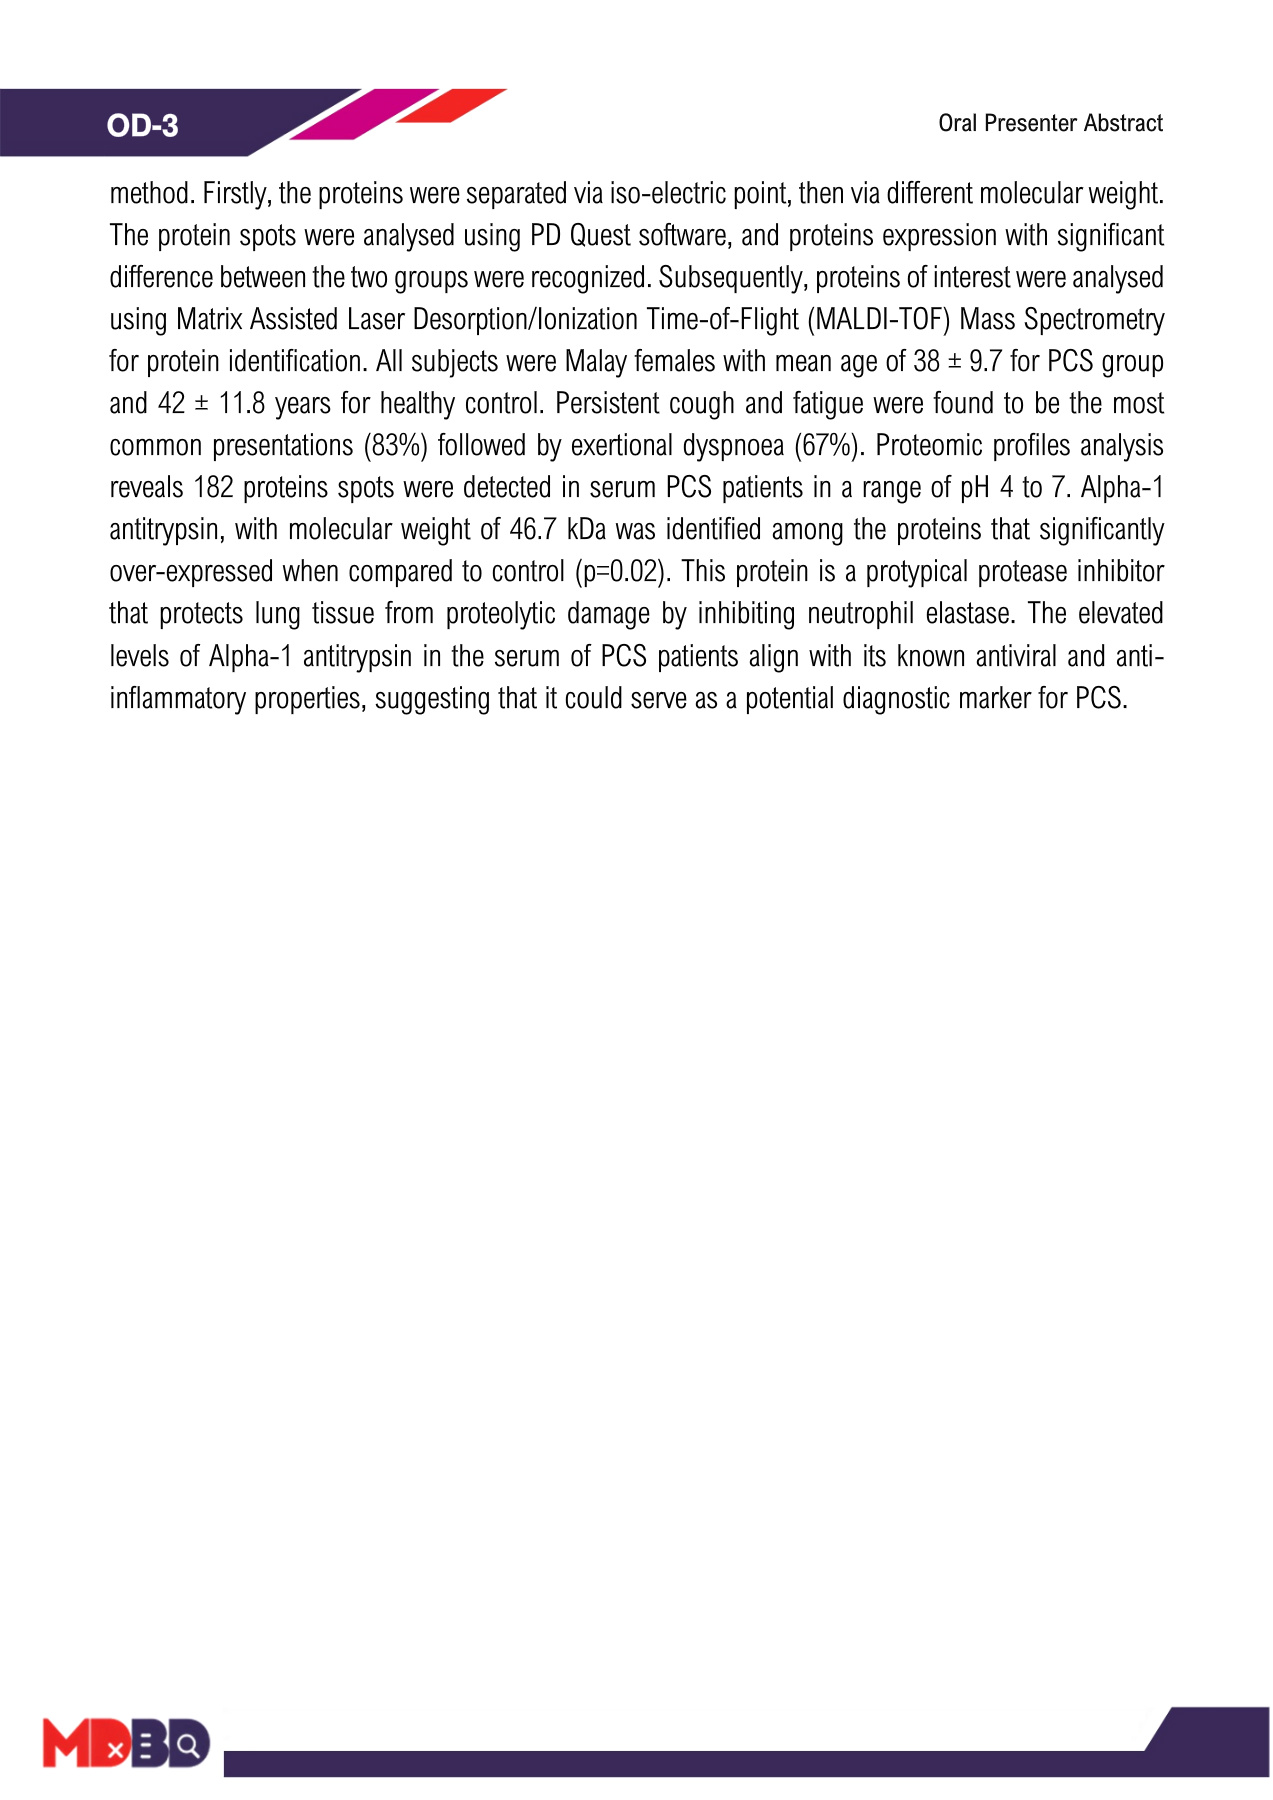 OD-3
Oral Presenter Abstract
method. Firstly, the proteins were separated via iso-electric point, then via different molecular weight.
The protein spots were analysed using PD Quest software, and proteins expression with significant
difference between the two groups were recognized. Subsequently, proteins of interest were analysed
using Matrix Assisted Laser Desorption/Ionization Time-of-Flight (MALDI-TOF) Mass Spectrometry
for protein identification. All subjects were Malay females with mean age of 38 ± 9.7 for PCS group
and 42 ± 11.8 years for healthy control. Persistent cough and fatigue were found to be the most
common presentations (83%) followed by exertional dyspnoea (67%). Proteomic profiles analysis
reveals 182 proteins spots were detected in serum PCS patients in a range of pH 4 to 7. Alpha-1
antitrypsin, with molecular weight of 46.7 kDa was identified among the proteins that significantly
over-expressed when compared to control (p=0.02). This protein is a protypical protease inhibitor
that protects lung tissue from proteolytic damage by inhibiting neutrophil elastase. The elevated
levels of Alpha-1 antitrypsin in the serum of PCS patients align with its known antiviral and anti-
inflammatory properties, suggesting that it could serve as a potential diagnostic marker for PCS.
MDxBD